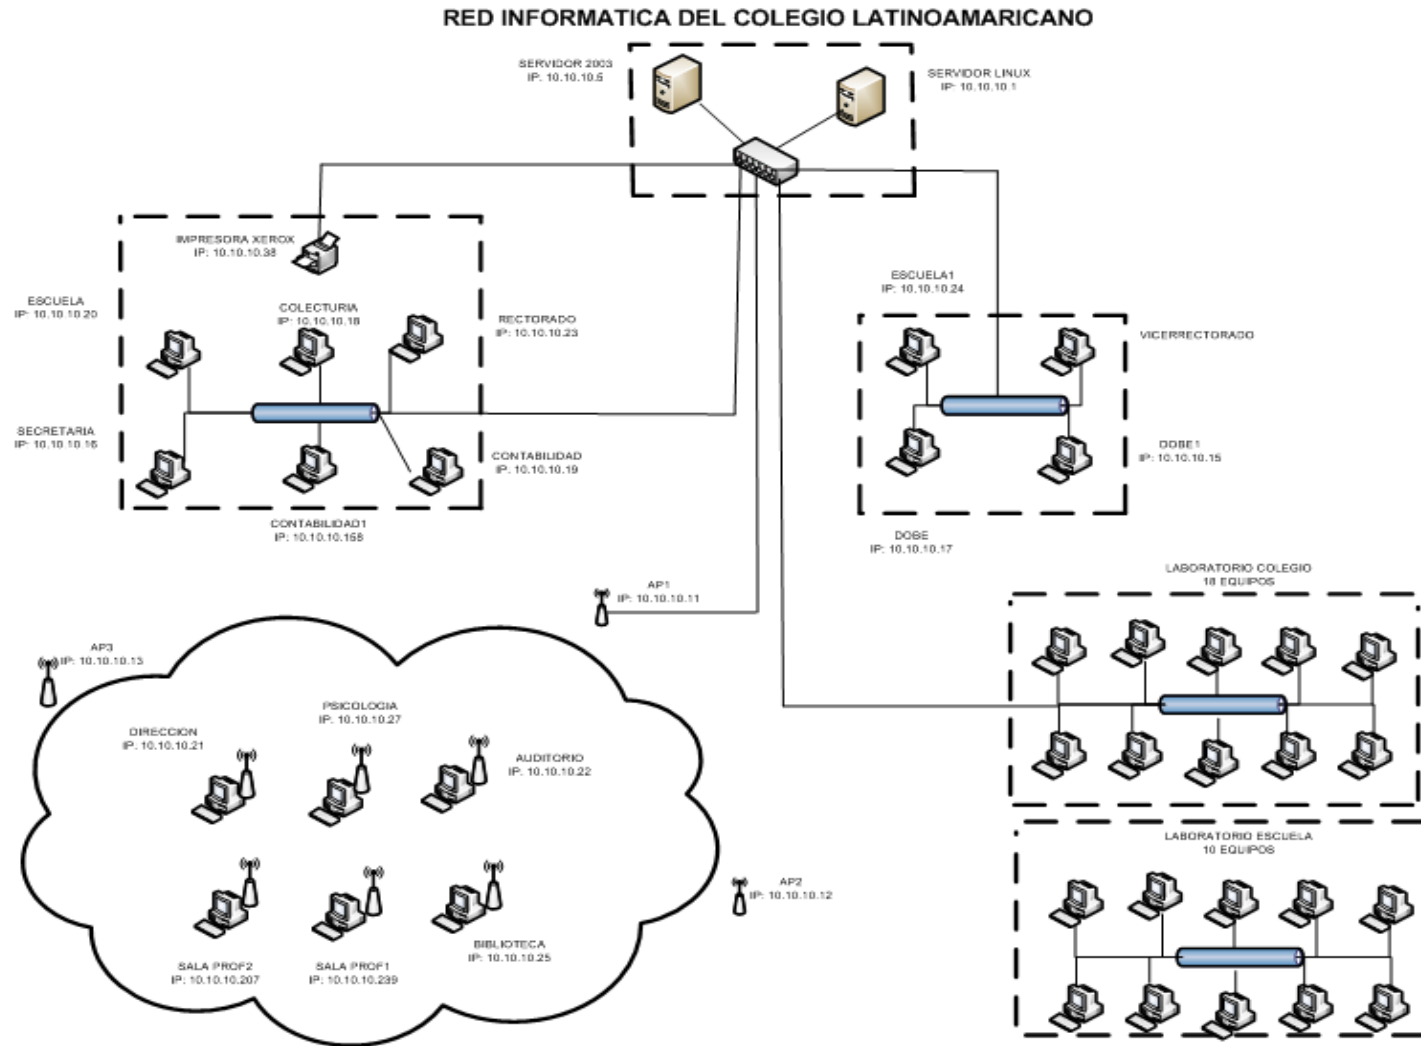 RED INFORMATICA DEL COLEGIO LATINOAMARICANO
SERVIDOR 2003
IP: 10.10.10.5
SERVIDOR LINUX
IP: 10.10.10.1
IMPRESORA XEROX
IP: 10.10.10.38
ESCUELA
IP: 10.10.10.20
COLECTURIA
IP: 10.10.10.18
RECTORADO
IP: 10.10.10.23
SECRETARIA
IP: 10.10.10.16
CONTABILIDAD
IP: 10.10.10.19
CONTABILIDAD1
IP: 10.10.10.158
ESCUELA1
IP: 10.10.10.24
VICERRECTORADO
DOBE1
IP: 10.10.10.15
DOBE
IP: 10.10.10.17
AP1
IP: 10.10.10.11
LABORATORIO COLEGIO
18 EQUIPOS
AP3
IP: 10.10.10.13
PSICOLOGIA
IP: 10.10.10.27
DIRECCION
IP: 10.10.10.21
AUDITORIO
IP: 10.10.10.22
LABORATORIO ESCUELA
10 EQUIPOS
AP2
IP: 10.10.10.12
BIBLIOTECA
IP: 10.10.10.25
SALA PROF2
IP: 10.10.10.207
SALA PROF1
IP: 10.10.10.239